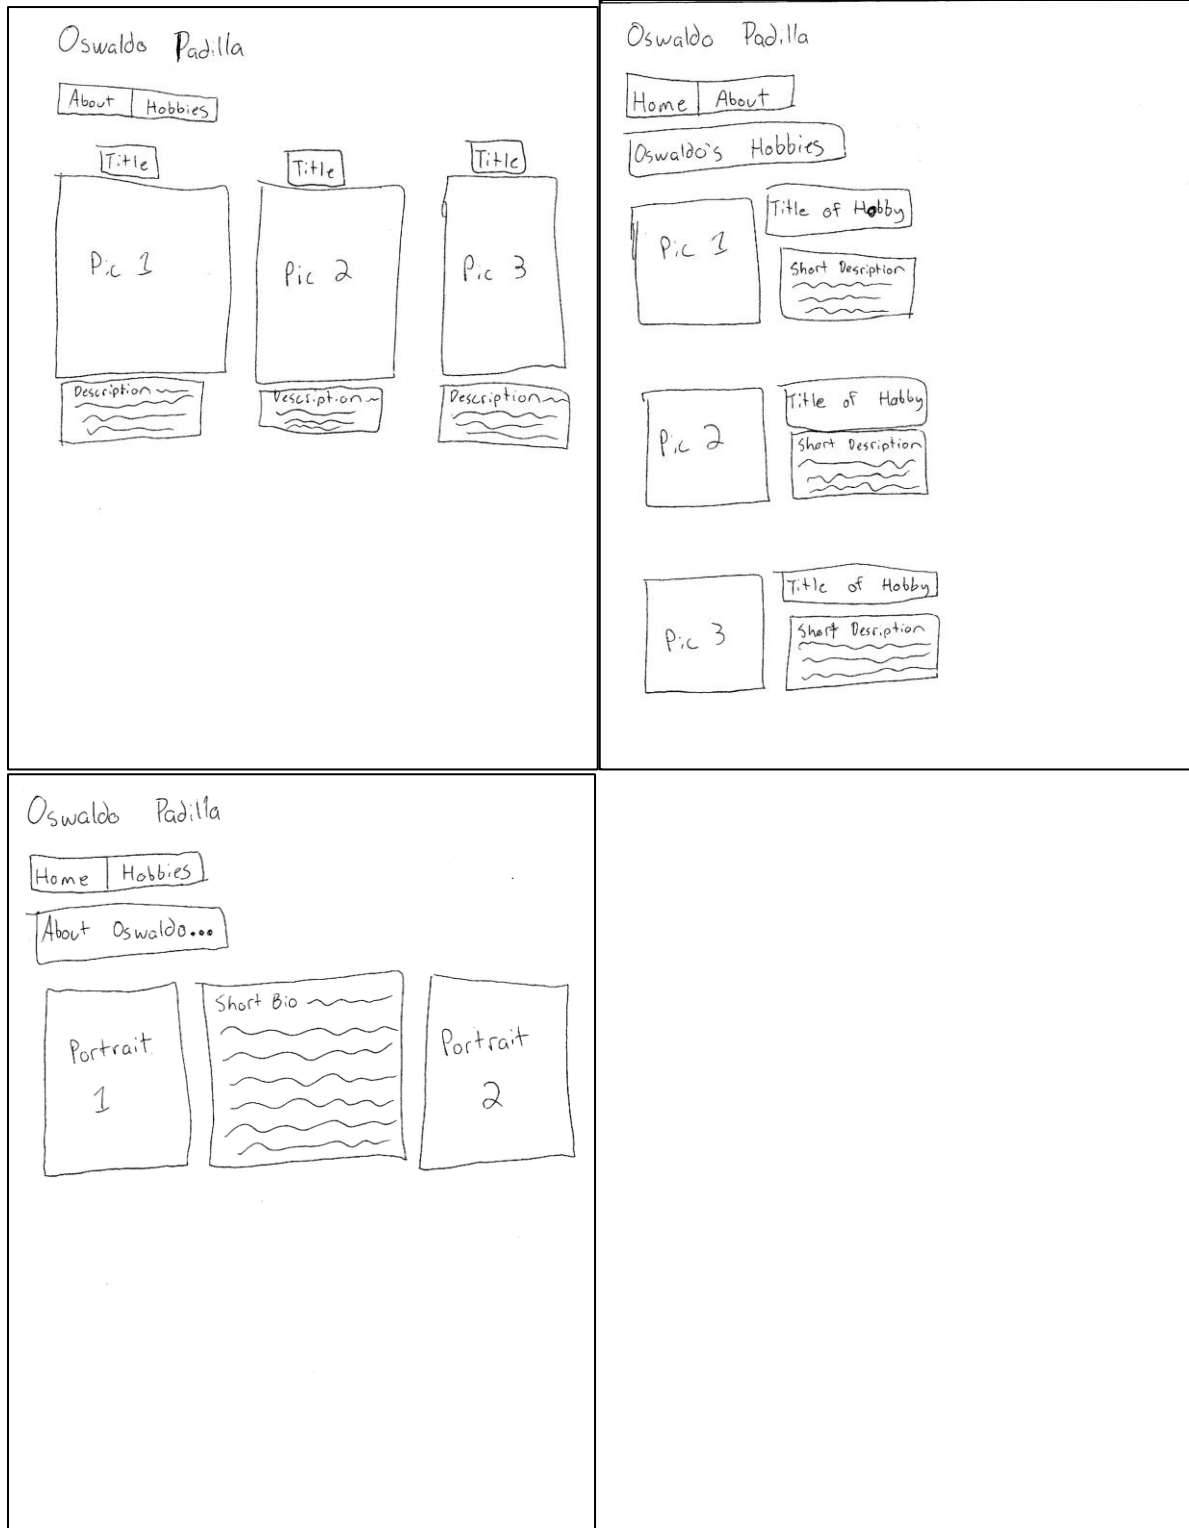 Oswaldo Padilla
About Hobbies
Title Title Title
Pic 1 Pic 2 Pic 3
Description Description Description
Oswaldo Padilla
Home About
Oswaldo's Hobbies
Pic 1
Title of Hobby
Short Desription
Pic 2
Title of Hobby
Short Description
Pic 3
Title of Hobby
Short Description
Oswaldo Padilla
Home Hobbies
About Oswaldo...
Portrait
1
Short Bio
Portrait
2